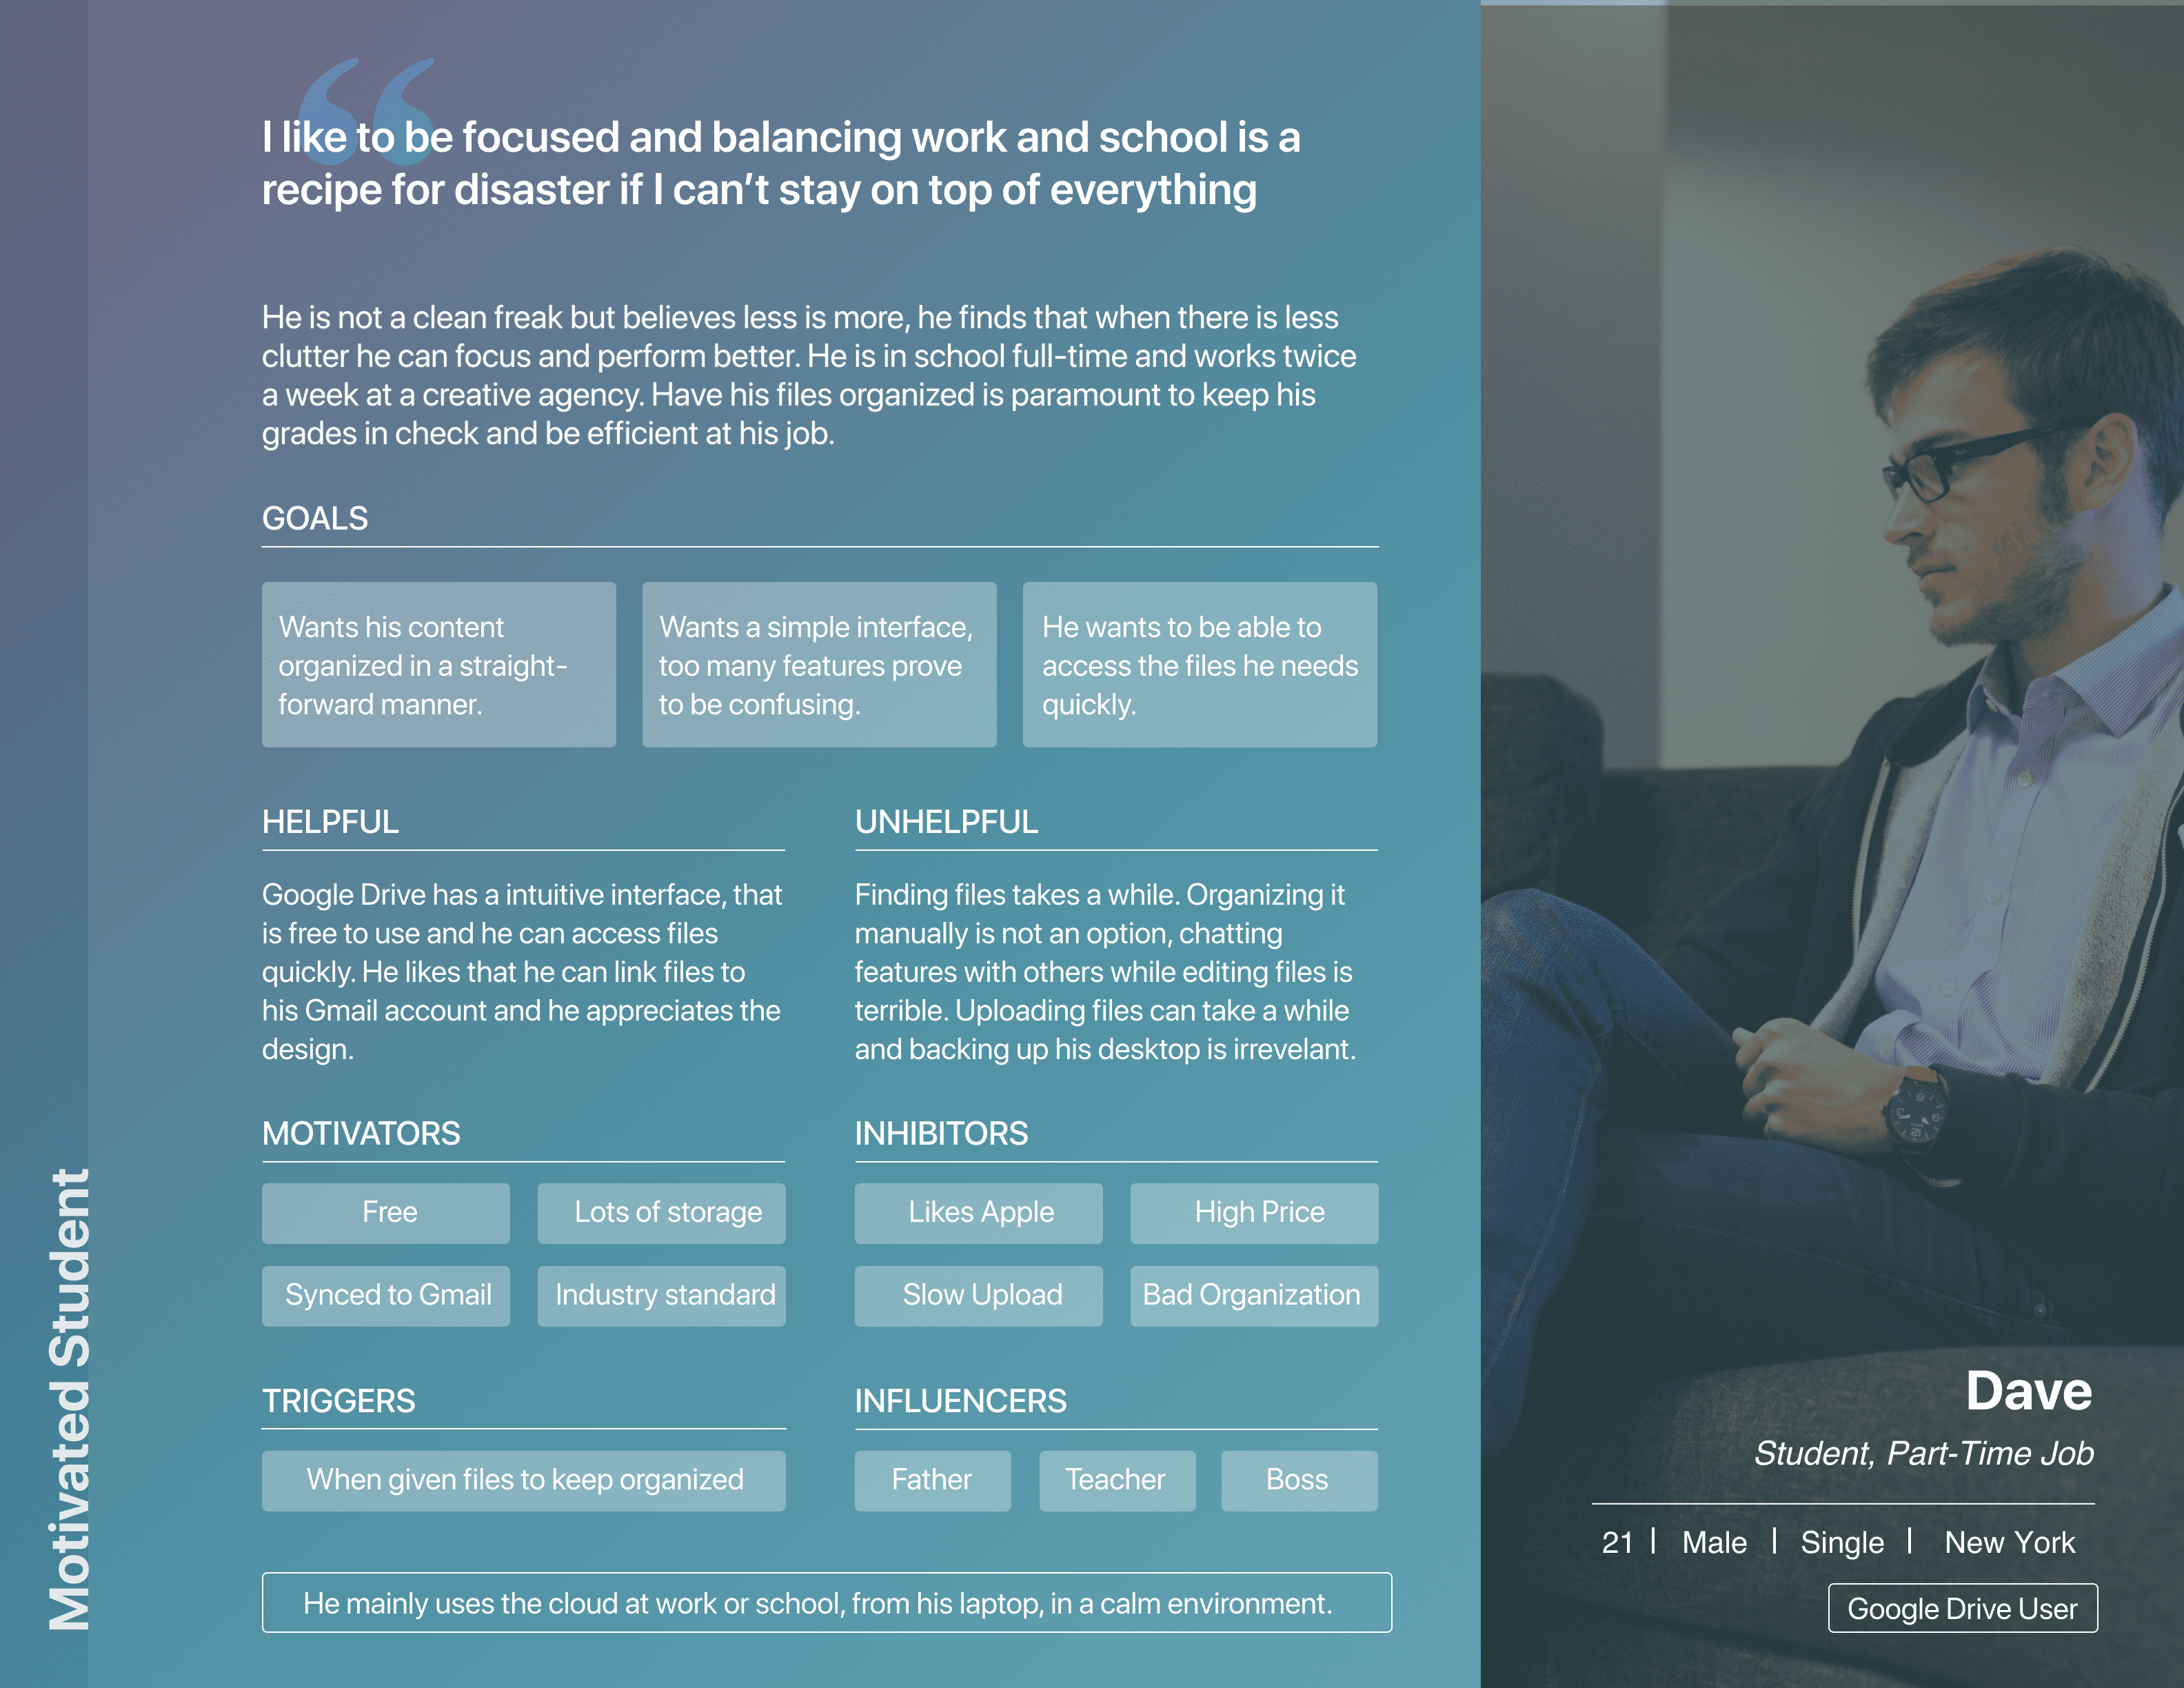 “
I like to be focused and balancing work and school is a
recipe for disaster if I can’t stay on top of everything
He is not a clean freak but believes less is more, he finds that when there is less
clutter he can focus and perform better. He is in school full-time and works twice
a week at a creative agency. Have his files organized is paramount to keep his
grades in check and be efficient at his job.
GOALS
Wants his content
organized in a straight-
forward manner.
Wants a simple interface,
too many features prove
to be confusing.
He wants to be able to
access the files he needs
quickly.
HELPFUL
Google Drive has a intuitive interface, that
is free to use and he can access files
quickly. He likes that he can link files to
his Gmail account and he appreciates the
design.
UNHELPFUL
Finding files takes a while. Organizing it
manually is not an option, chatting
features with others while editing files is
terrible. Uploading files can take a while
and backing up his desktop is irrevelant.
MOTIVATORS
Free
Lots of storage
Synced to Gmail
Industry standard
INHIBITORS
Likes Apple
High Price
Slow Upload
Bad Organization
TRIGGERS
When given files to keep organized
INFLUENCERS
Father
Teacher
Boss
He mainly uses the cloud at work or school, from his laptop, in a calm environment.
Motivated Student
Dave
Student, Part-Time Job
21 | Male | Single | New York
Google Drive User